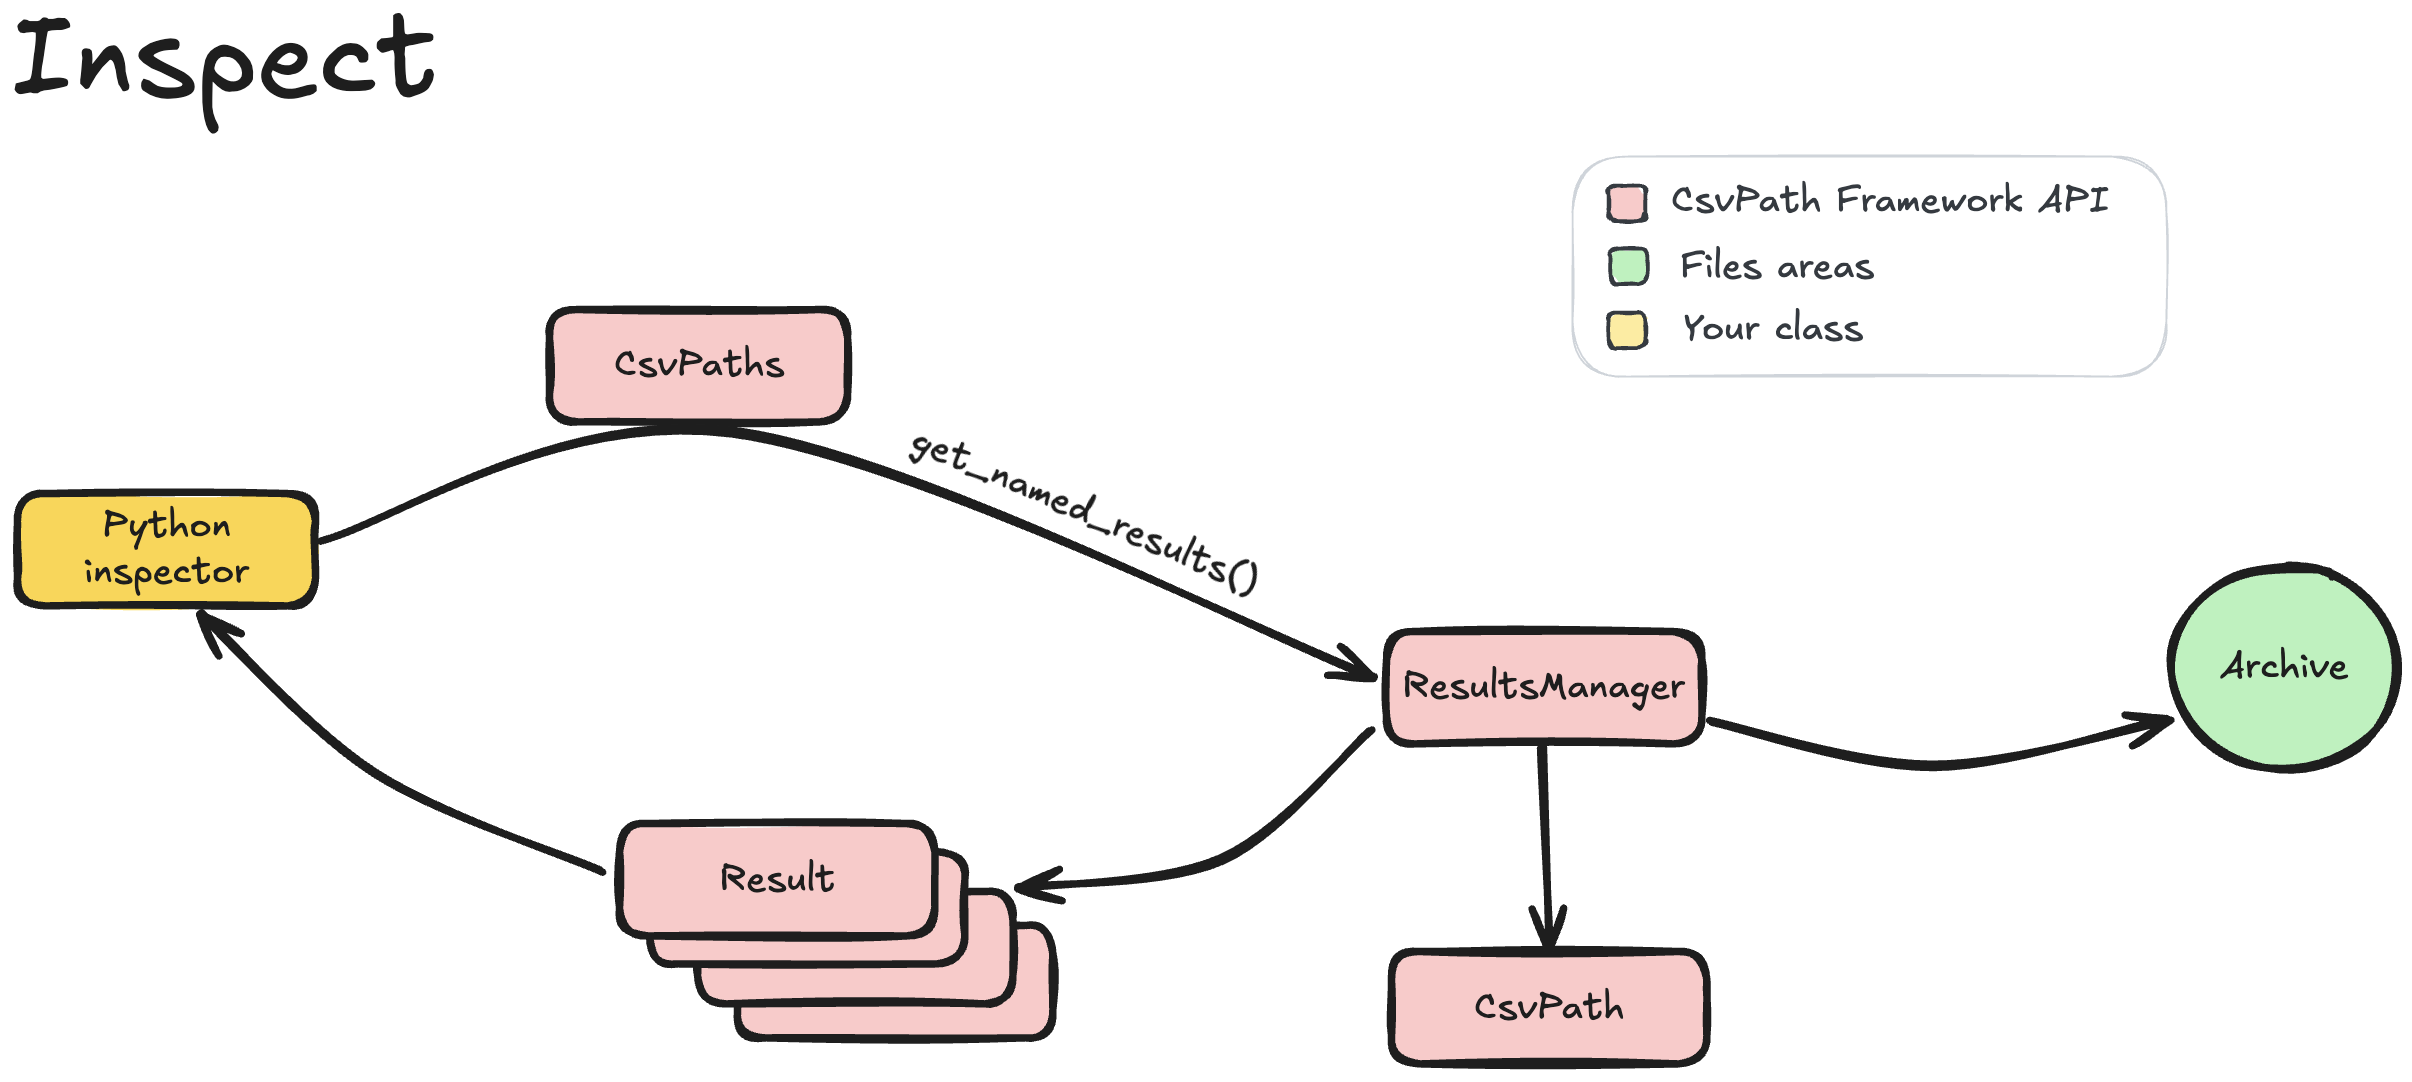 Inspect
CsvPath Framework API
Files areas
Your class
CsvPaths
get_named_results()
Python
inspector
ResultsManager
Archive
Result
CsvPath